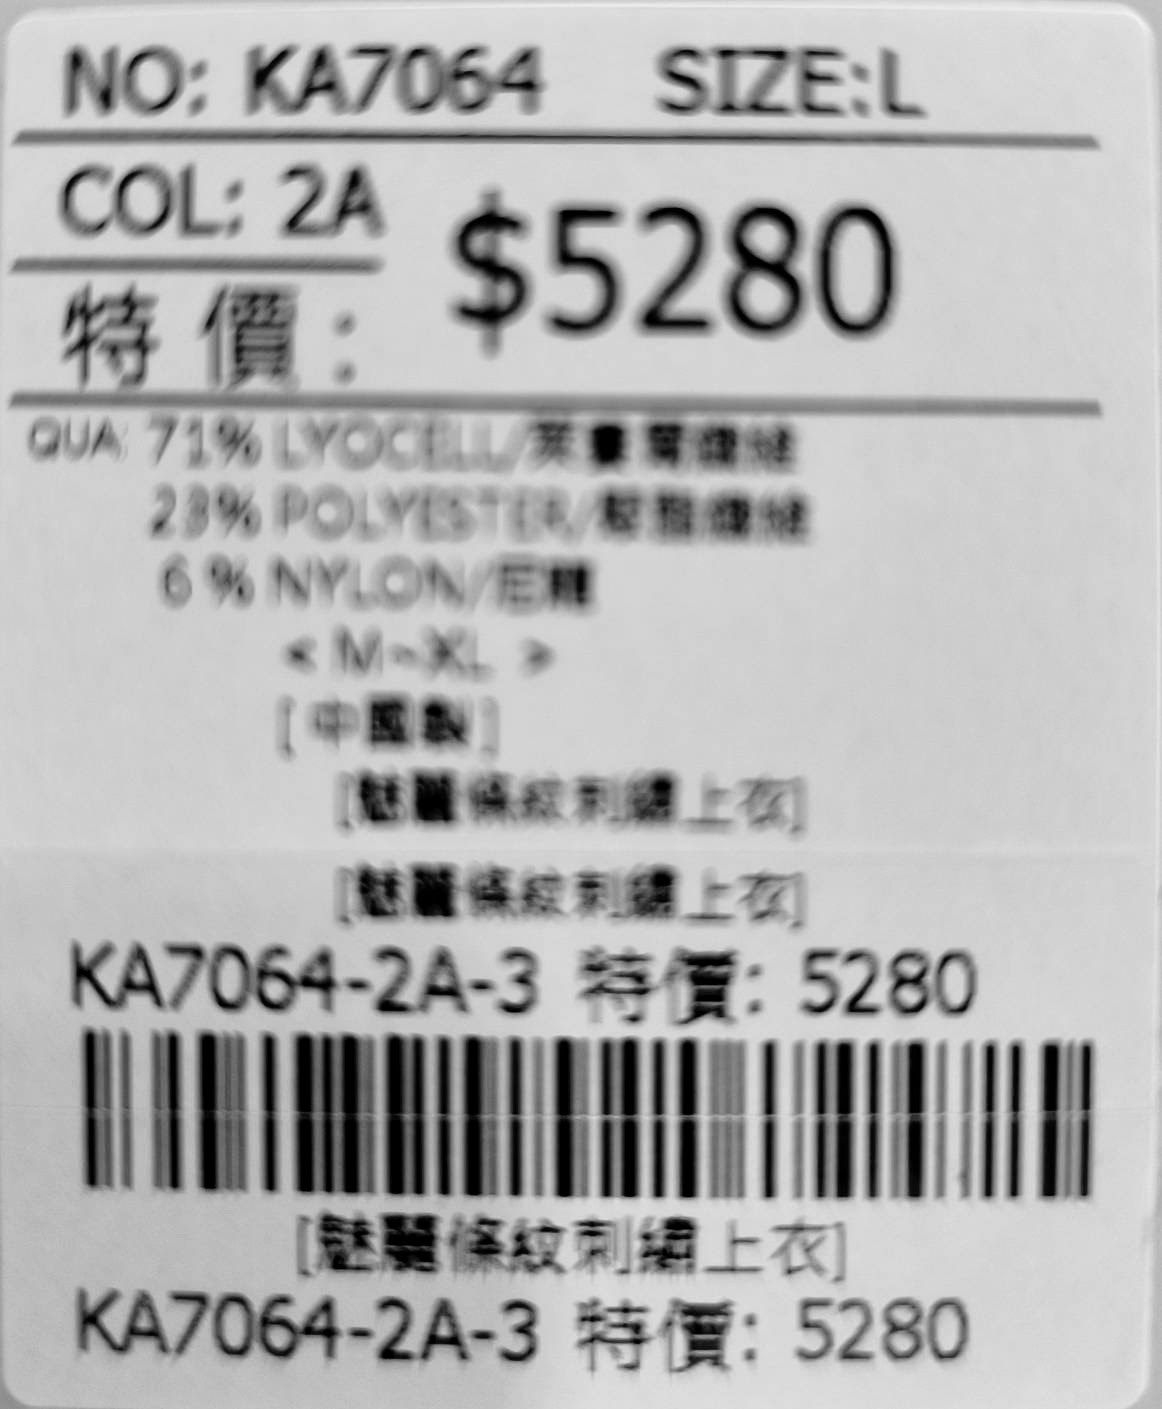 NO: KA7064 SIZE:L
COL: 2A
$5280
特價:
QUA: 71% LYOCELL/萊賽爾纖維
23% POLYESTER/聚酯纖維
6 % NYLON/尼龍
< M~XL >
[中國製]
[魅麗條紋刺繡上衣]
[魅麗條紋刺繡上衣]
KA7064-2A-3 特價: 5280
[魅麗條紋刺繡上衣]
KA7064-2A-3 特價: 5280